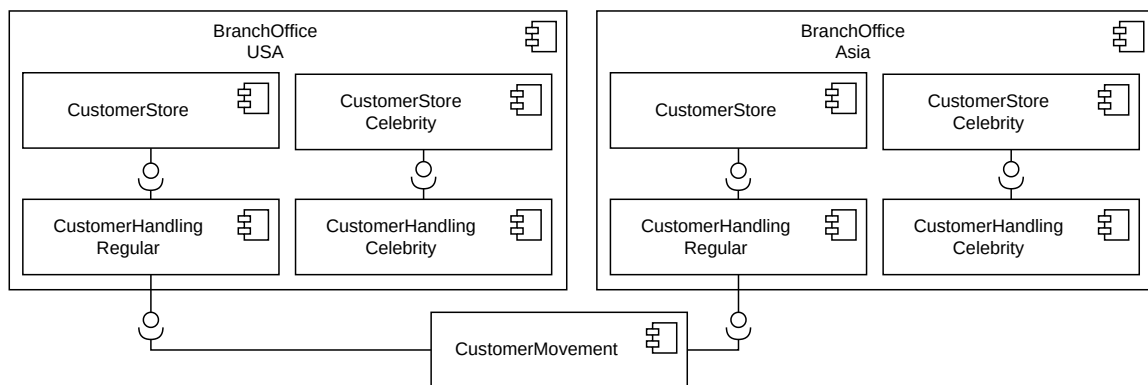 BranchOffice
USA
CustomerStore
CustomerStore
Celebrity
CustomerHandling
Regular
CustomerHandling
Celebrity
BranchOffice
Asia
CustomerStore
CustomerStore
Celebrity
CustomerHandling
Regular
CustomerHandling
Celebrity
CustomerMovement